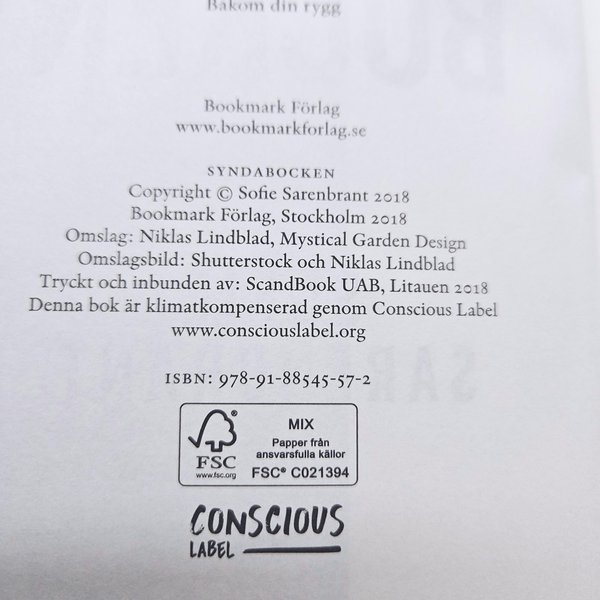 Bakom din rygg
Bookmark Förlag
www.bookmarkforlag.se
SYNDABOCKEN
Copyright © Sofie Sarenbrant 2018
Bookmark Förlag, Stockholm 2018
Omslag: Niklas Lindblad, Mystical Garden Design
Omslagsbild: Shutterstock och Niklas Lindblad
Tryckt och inbunden av: ScandBook UAB, Litauen 2018
Denna bok är klimatkompenserad genom Conscious Label
www.consciouslabel.org
ISBN: 978-91-88545-57-2
FSC
www.fsc.org
MIX
Papper från
ansvarsfulla källor
FSC® C021394
CONSCIOUS
LABEL